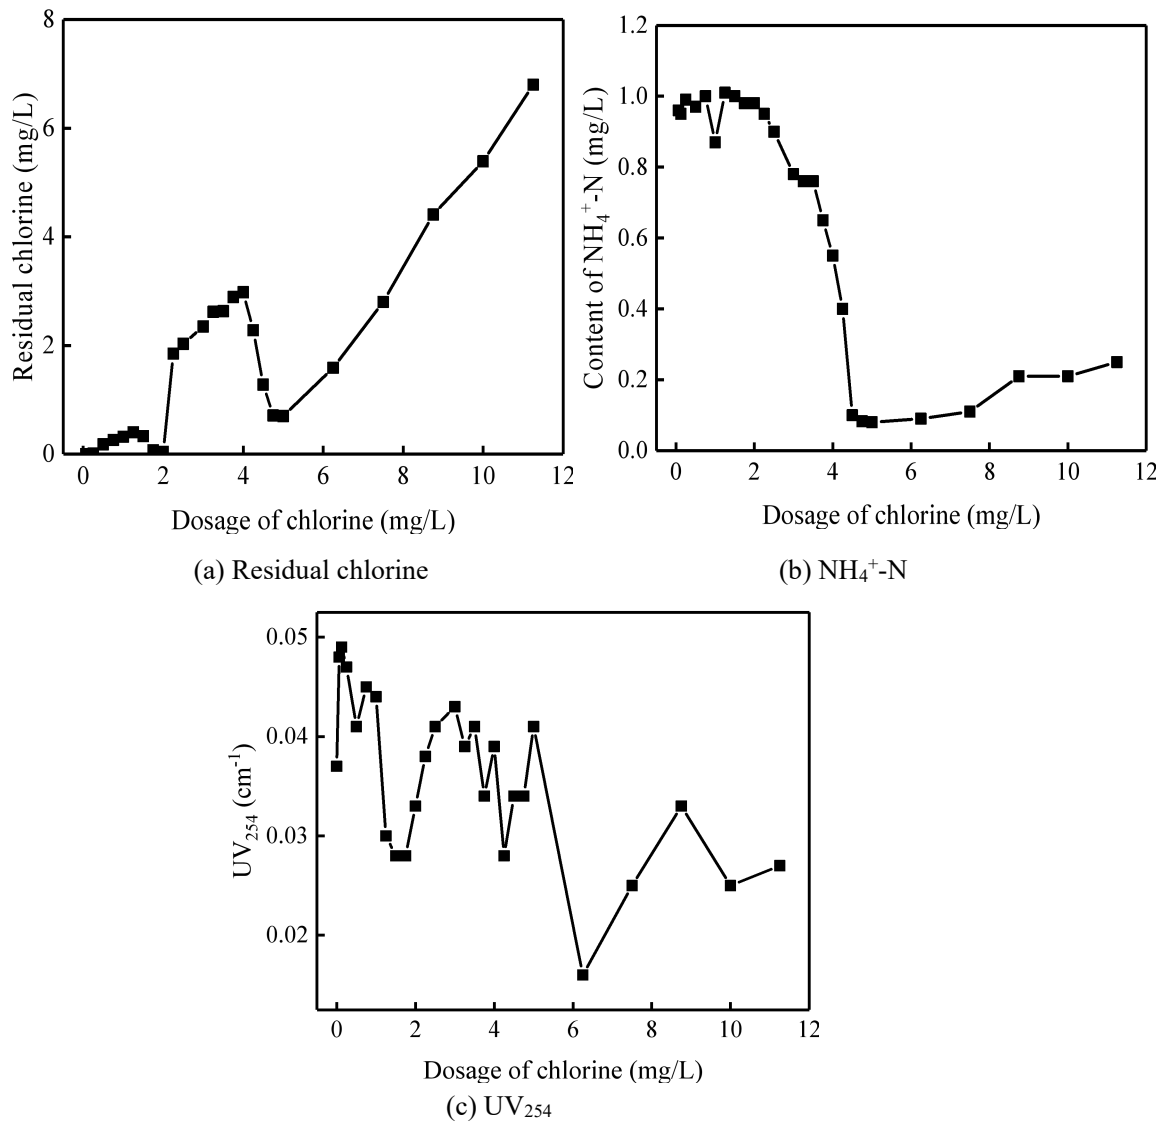 8
6
4
2
0
Residual chlorine (mg/L)
0 2 4 6 8 10 12
Dosage of chlorine (mg/L)
(a) Residual chlorine
1.2
1.0
0.8
0.6
0.4
0.2
0.0
Content of NH₄⁺-N (mg/L)
0 2 4 6 8 10 12
Dosage of chlorine (mg/L)
(b) NH₄⁺-N
0.05
0.04
0.03
0.02
UV₂₅₄ (cm⁻¹)
0 2 4 6 8 10 12
Dosage of chlorine (mg/L)
(c) UV₂₅₄